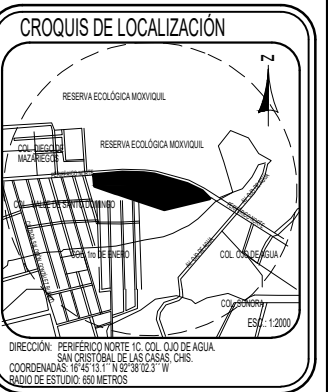 CROQUIS DE LOCALIZACIÓN
N
RESERVA ECOLÓGICA MOXVIQUIL
RESERVA ECOLÓGICA MOXVIQUIL
COL. DIEGO DE
MAZARIEGOS
COL. VALLE DE SANTO DOMINGO
COL. 1ro DE ENERO
COL. OJO DE AGUA
COL. SONORA
ESC.: 1:2000
DIRECCIÓN: PERIFÉRICO NORTE 1C. COL. OJO DE AGUA.
SAN CRISTÓBAL DE LAS CASAS, CHIS.
COORDENADAS: 16°45'13.1'' N 92°38'02.3'' W
RADIO DE ESTUDIO: 650 METROS